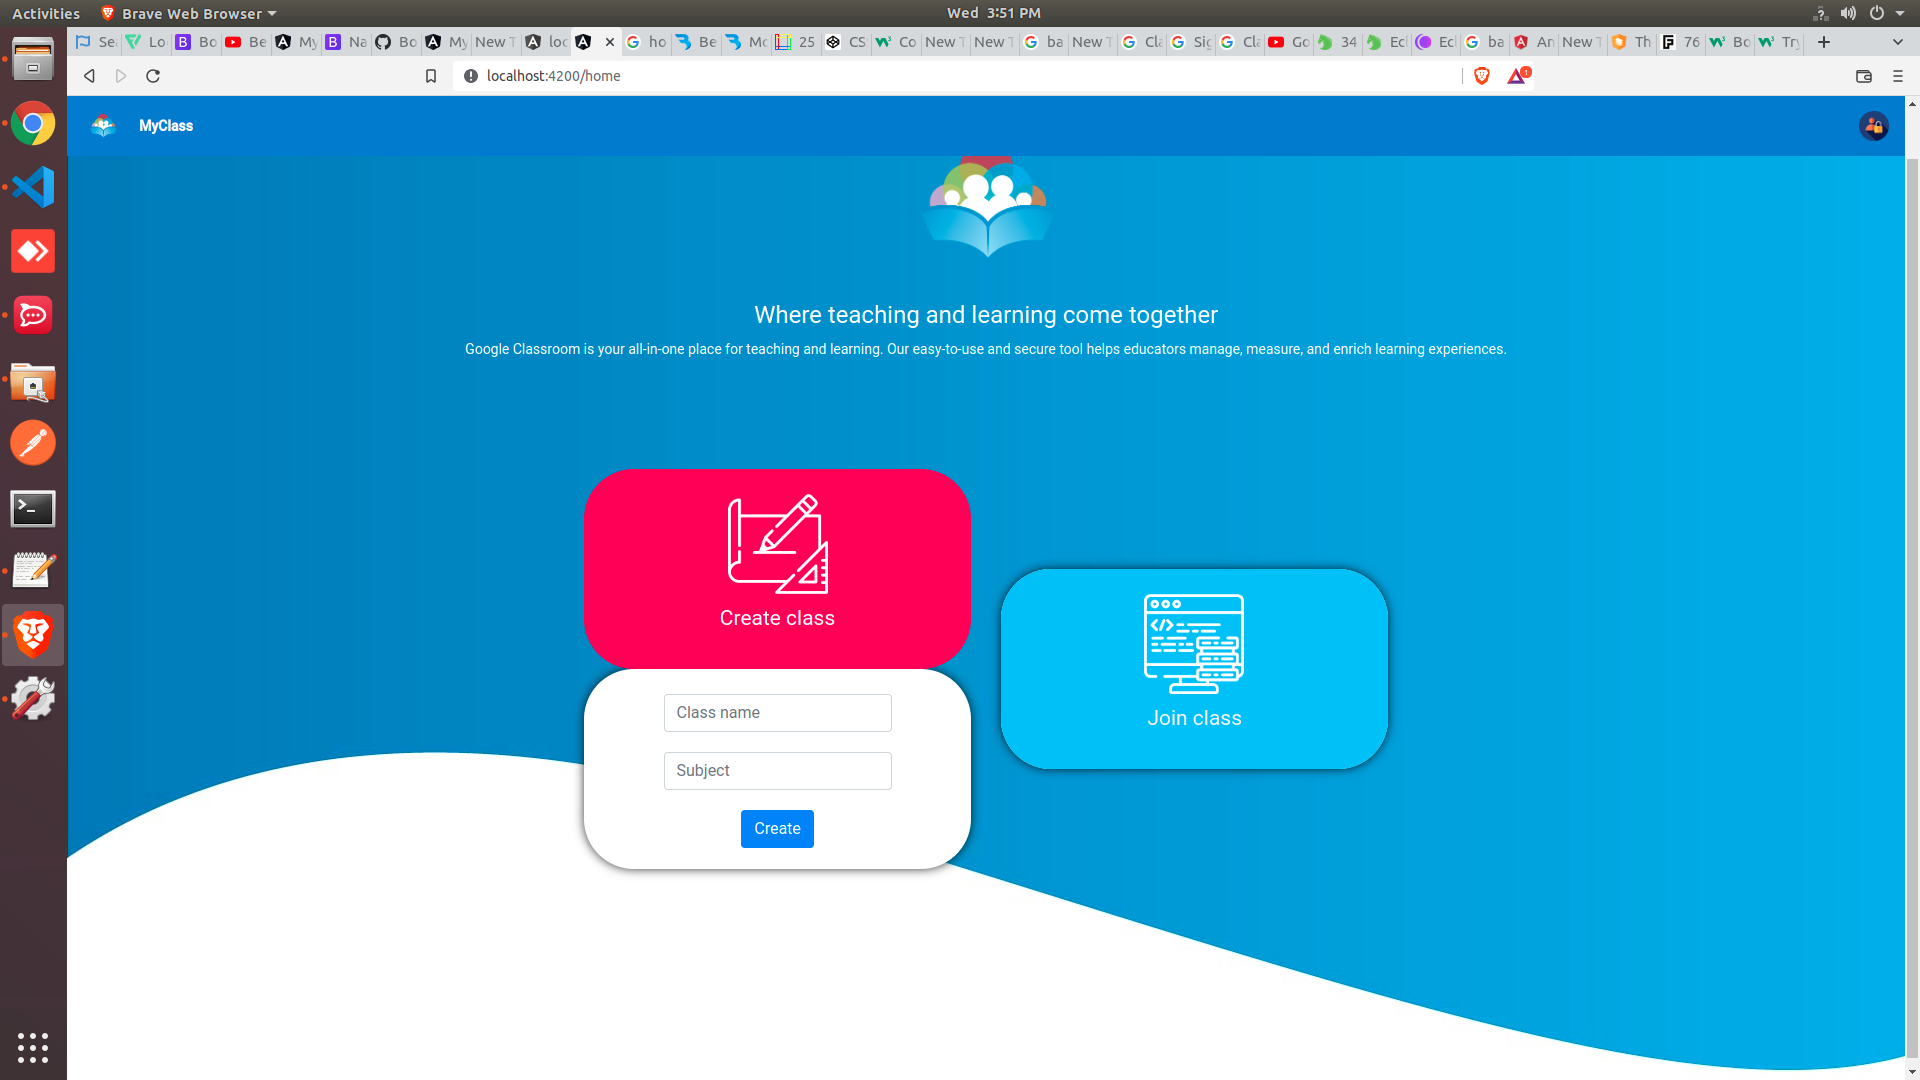 Activities Brave Web Browser Wed 3:51 PM
Se Lo Bo Be My Na Bo My New T loc ho Be Mc 25 CS Co New T New T ba New T Cla Sig Cla Go 34 Ecl Ecl ba An New T Th 76 Bo Try
localhost:4200/home
1
MyClass
Where teaching and learning come together
Google Classroom is your all-in-one place for teaching and learning. Our easy-to-use and secure tool helps educators manage, measure, and enrich learning experiences.
Create class
Join class
Class name
Subject
Create